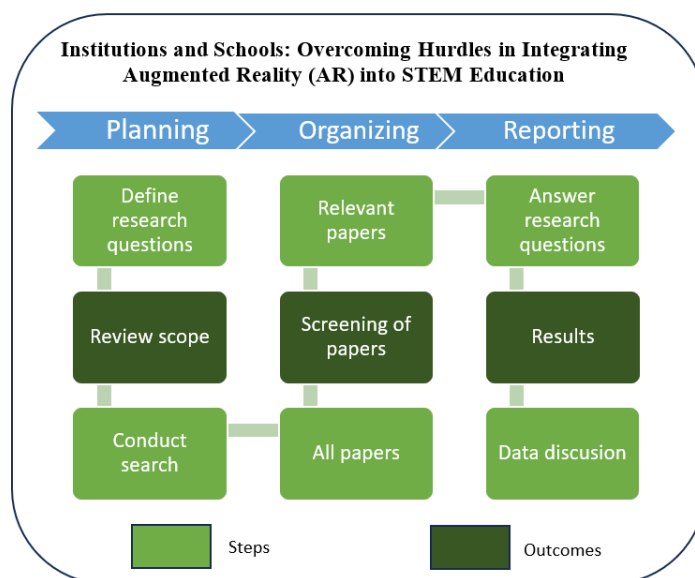 Institutions and Schools: Overcoming Hurdles in Integrating
Augmented Reality (AR) into STEM Education
Planning
Organizing
Reporting
Define
research
questions
Relevant
papers
Answer
research
questions
Review scope
Screening of
papers
Results
Conduct
search
All papers
Data discusion
Steps
Outcomes